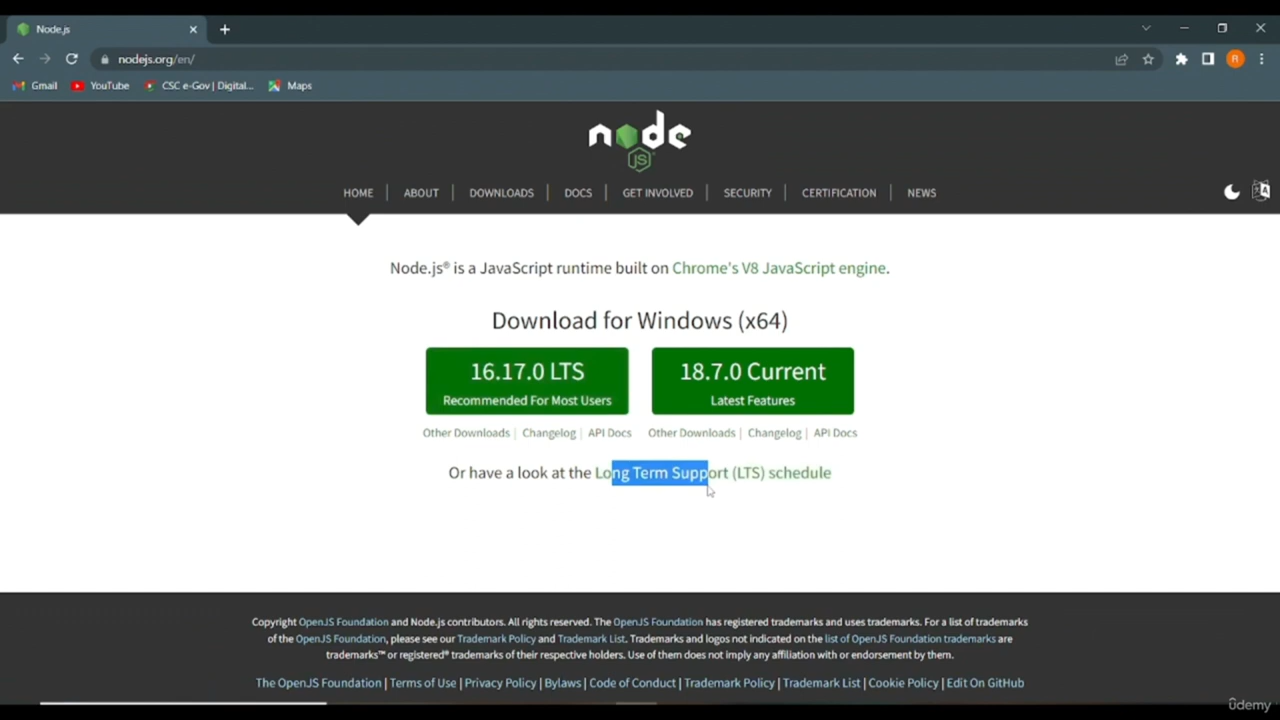 Node.js
nodejs.org/en/
R
Gmail
YouTube
CSC e-Gov | Digital...
Maps
node
JS
HOME | ABOUT | DOWNLOADS | DOCS | GET INVOLVED | SECURITY | CERTIFICATION | NEWS
Node.js® is a JavaScript runtime built on Chrome's V8 JavaScript engine.
Download for Windows (x64)
16.17.0 LTS
Recommended For Most Users
18.7.0 Current
Latest Features
Other Downloads | Changelog | API Docs
Other Downloads | Changelog | API Docs
Or have a look at the Long Term Support (LTS) schedule
Copyright OpenJS Foundation and Node.js contributors. All rights reserved. The OpenJS Foundation has registered trademarks and uses trademarks. For a list of trademarks
of the OpenJS Foundation, please see our Trademark Policy and Trademark List. Trademarks and logos not indicated on the list of OpenJS Foundation trademarks are
trademarks™ or registered® trademarks of their respective holders. Use of them does not imply any affiliation with or endorsement by them.
The OpenJS Foundation | Terms of Use | Privacy Policy | Bylaws | Code of Conduct | Trademark Policy | Trademark List | Cookie Policy | Edit On GitHub
ûdemy